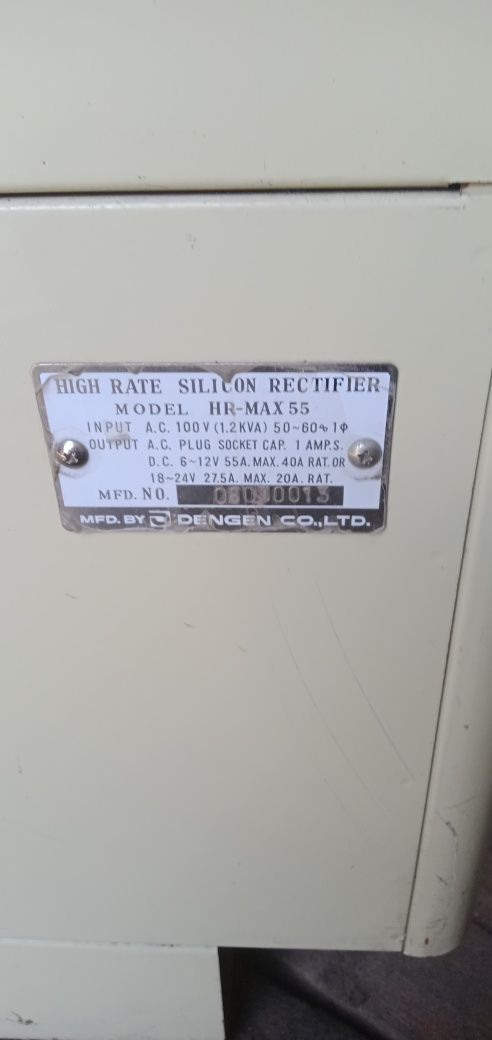 HIGH RATE SILICON RECTIFIER
MODEL HR-MAX 55
INPUT A.C. 100V (1.2KVA) 50~60∿ 1Φ
OUTPUT A.C. PLUG SOCKET CAP. 1 AMP.S.
D.C. 6~12V 55A. MAX. 40A RAT. OR
18~24V 27.5A. MAX. 20A. RAT.
MFD. NO.
MFD. BY DENGEN CO.,LTD.